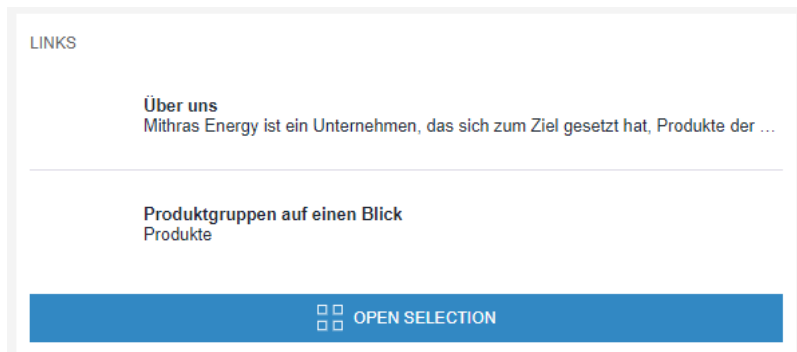 LINKS
Über uns
Mithras Energy ist ein Unternehmen, das sich zum Ziel gesetzt hat, Produkte der ...
Produktgruppen auf einen Blick
Produkte
OPEN SELECTION